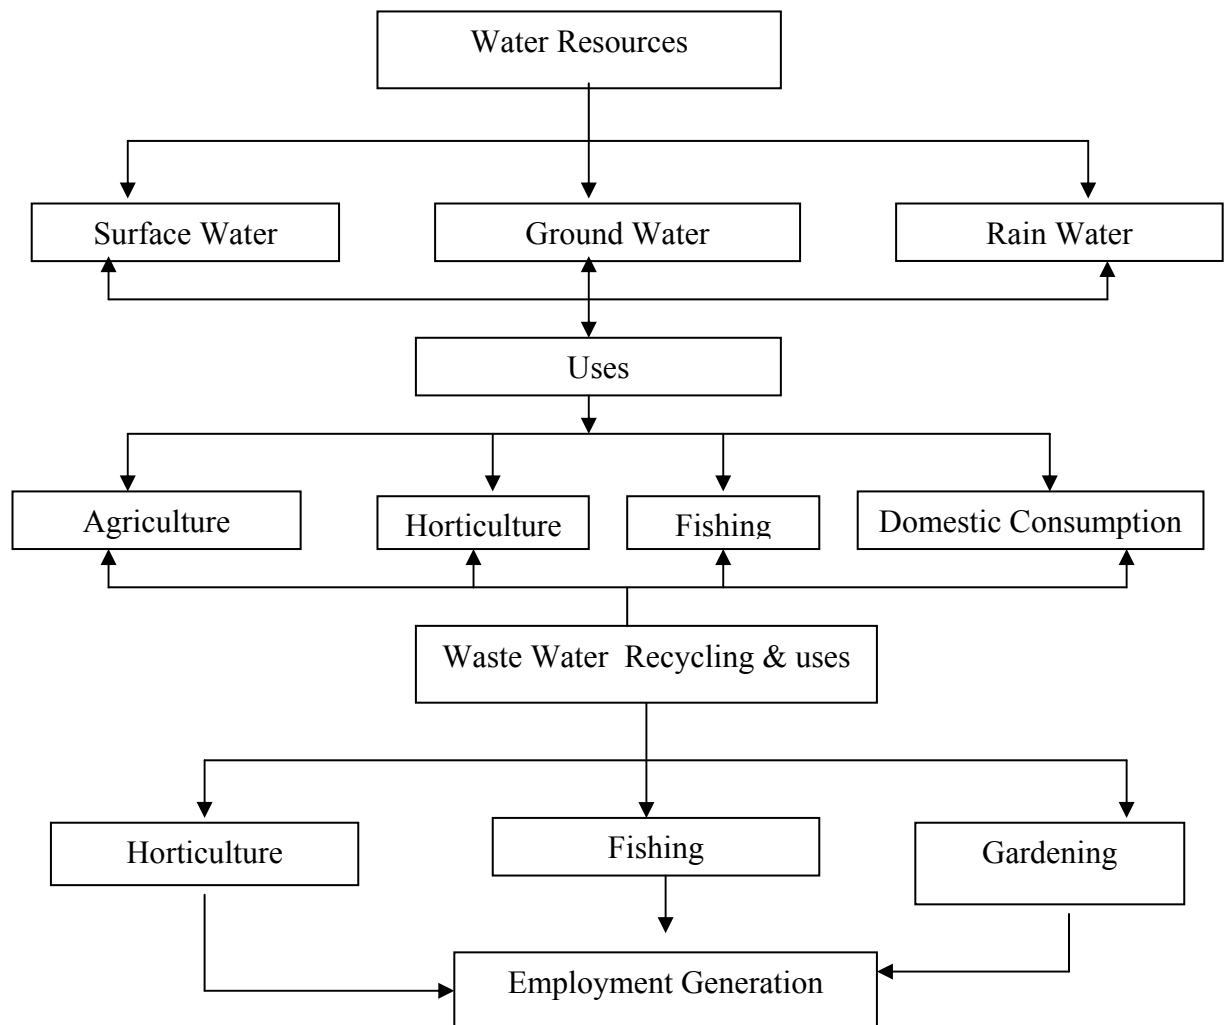 Water Resources
Surface Water
Ground Water
Rain Water
Uses
Agriculture
Horticulture
Fishing
Domestic Consumption
Waste Water  Recycling & uses
Horticulture
Fishing
Gardening
Employment Generation